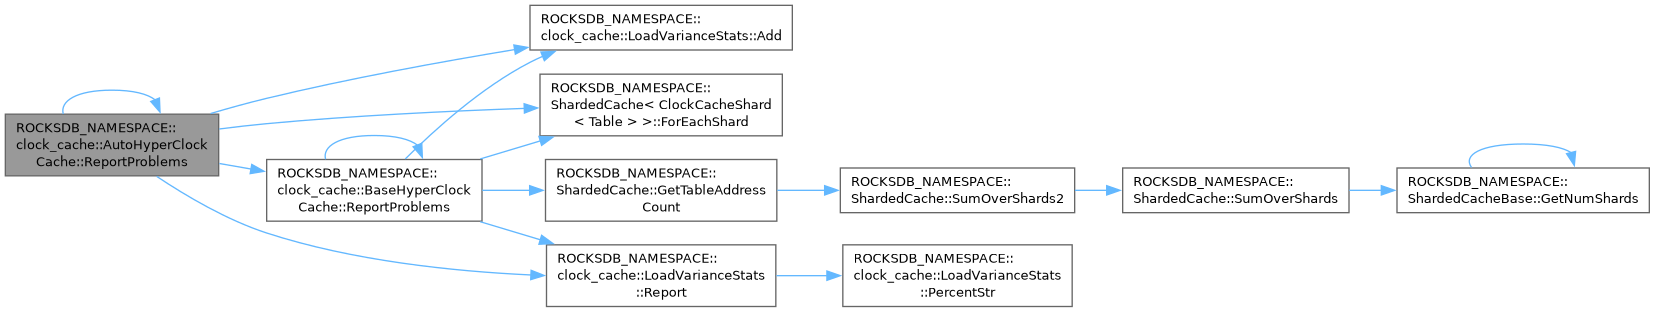 ROCKSDB_NAMESPACE::
clock_cache::AutoHyperClock
Cache::ReportProblems
ROCKSDB_NAMESPACE::
clock_cache::LoadVarianceStats::Add
ROCKSDB_NAMESPACE::
ShardedCache< ClockCacheShard
< Table > >::ForEachShard
ROCKSDB_NAMESPACE::
clock_cache::BaseHyperClock
Cache::ReportProblems
ROCKSDB_NAMESPACE::
ShardedCache::GetTableAddress
Count
ROCKSDB_NAMESPACE::
ShardedCache::SumOverShards2
ROCKSDB_NAMESPACE::
ShardedCache::SumOverShards
ROCKSDB_NAMESPACE::
ShardedCacheBase::GetNumShards
ROCKSDB_NAMESPACE::
clock_cache::LoadVarianceStats
::Report
ROCKSDB_NAMESPACE::
clock_cache::LoadVarianceStats
::PercentStr